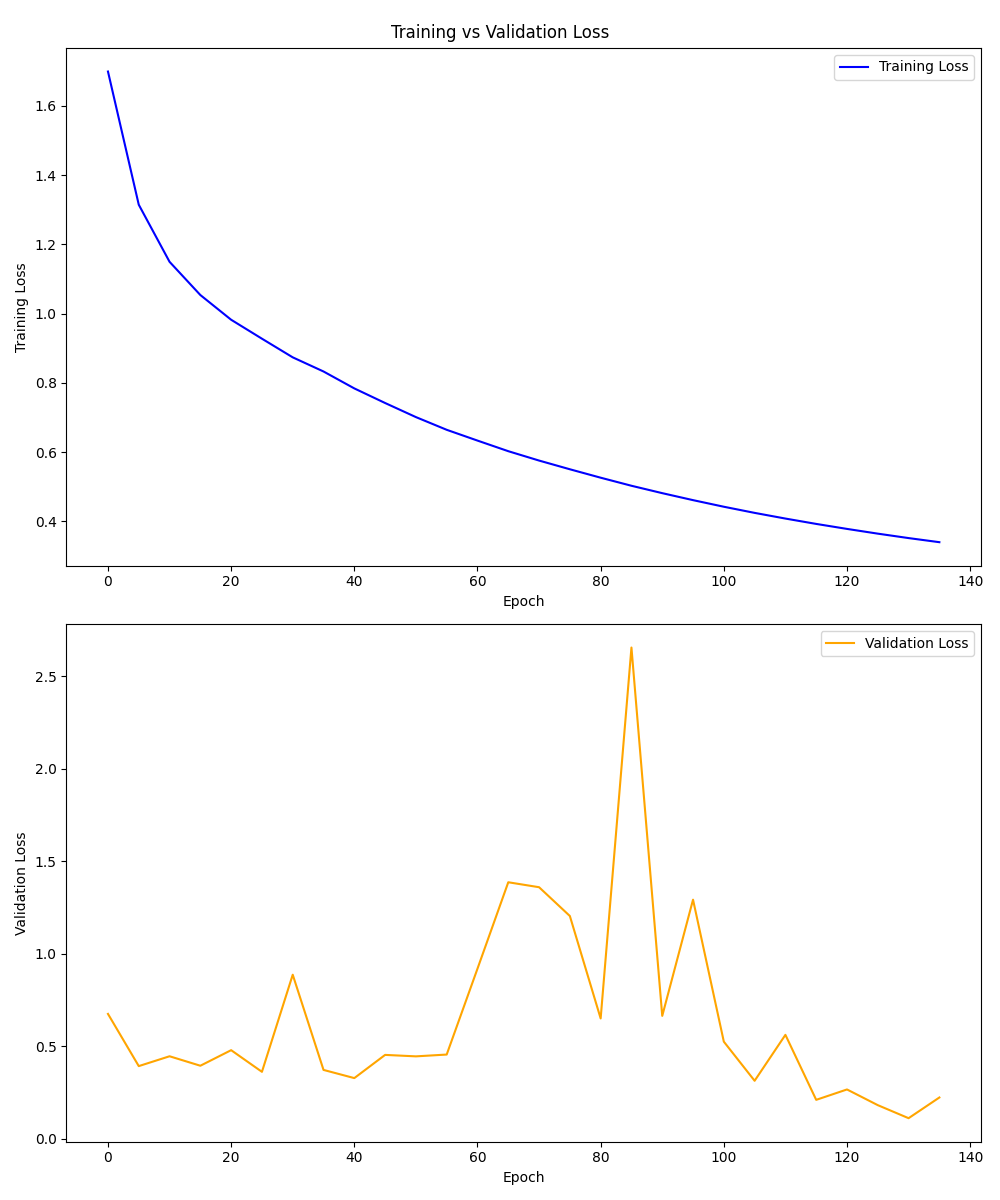 Training vs Validation Loss
Training Loss
1.6
1.4
1.2
1.0
0.8
0.6
0.4
Training Loss
0 20 40 60 80 100 120 140
Epoch
Validation Loss
2.5
2.0
1.5
1.0
0.5
0.0
Validation Loss
0 20 40 60 80 100 120 140
Epoch